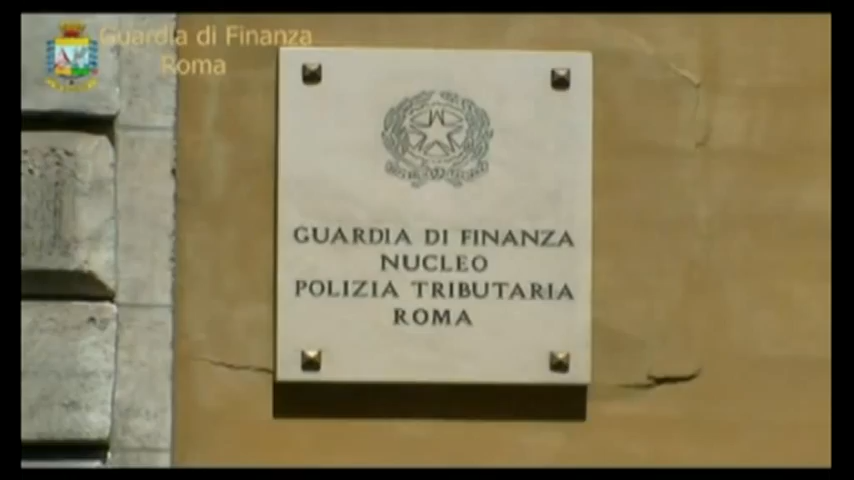 Guardia di Finanza
Roma
GUARDIA DI FINANZA
NUCLEO
POLIZIA TRIBUTARIA
ROMA